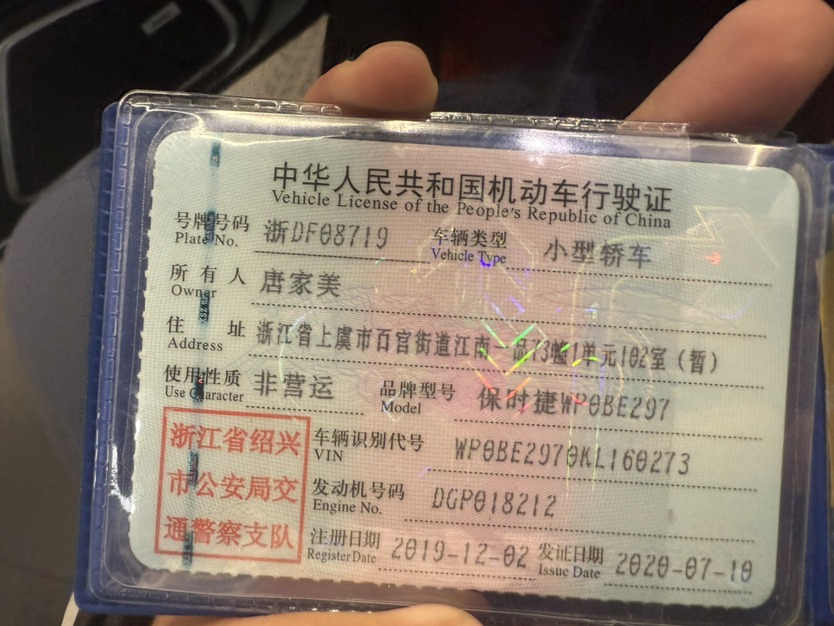 中华人民共和国机动车行驶证
Vehicle License of the People's Republic of China
号牌号码 浙DF08719 车辆类型 小型轿车
Plate No. Vehicle Type
所有人 唐家美
Owner
住址 浙江省上虞市百官街道江南一品73幢1单元102室（暂）
Address
使用性质 非营运 品牌型号 保时捷WP0BE297
Use Character Model
浙江省绍兴
市公安局交
通警察支队
车辆识别代号 WP0BE2970KL160273
VIN
发动机号码 DGP018212
Engine No.
注册日期 2019-12-02 发证日期 2020-07-10
Register Date Issue Date